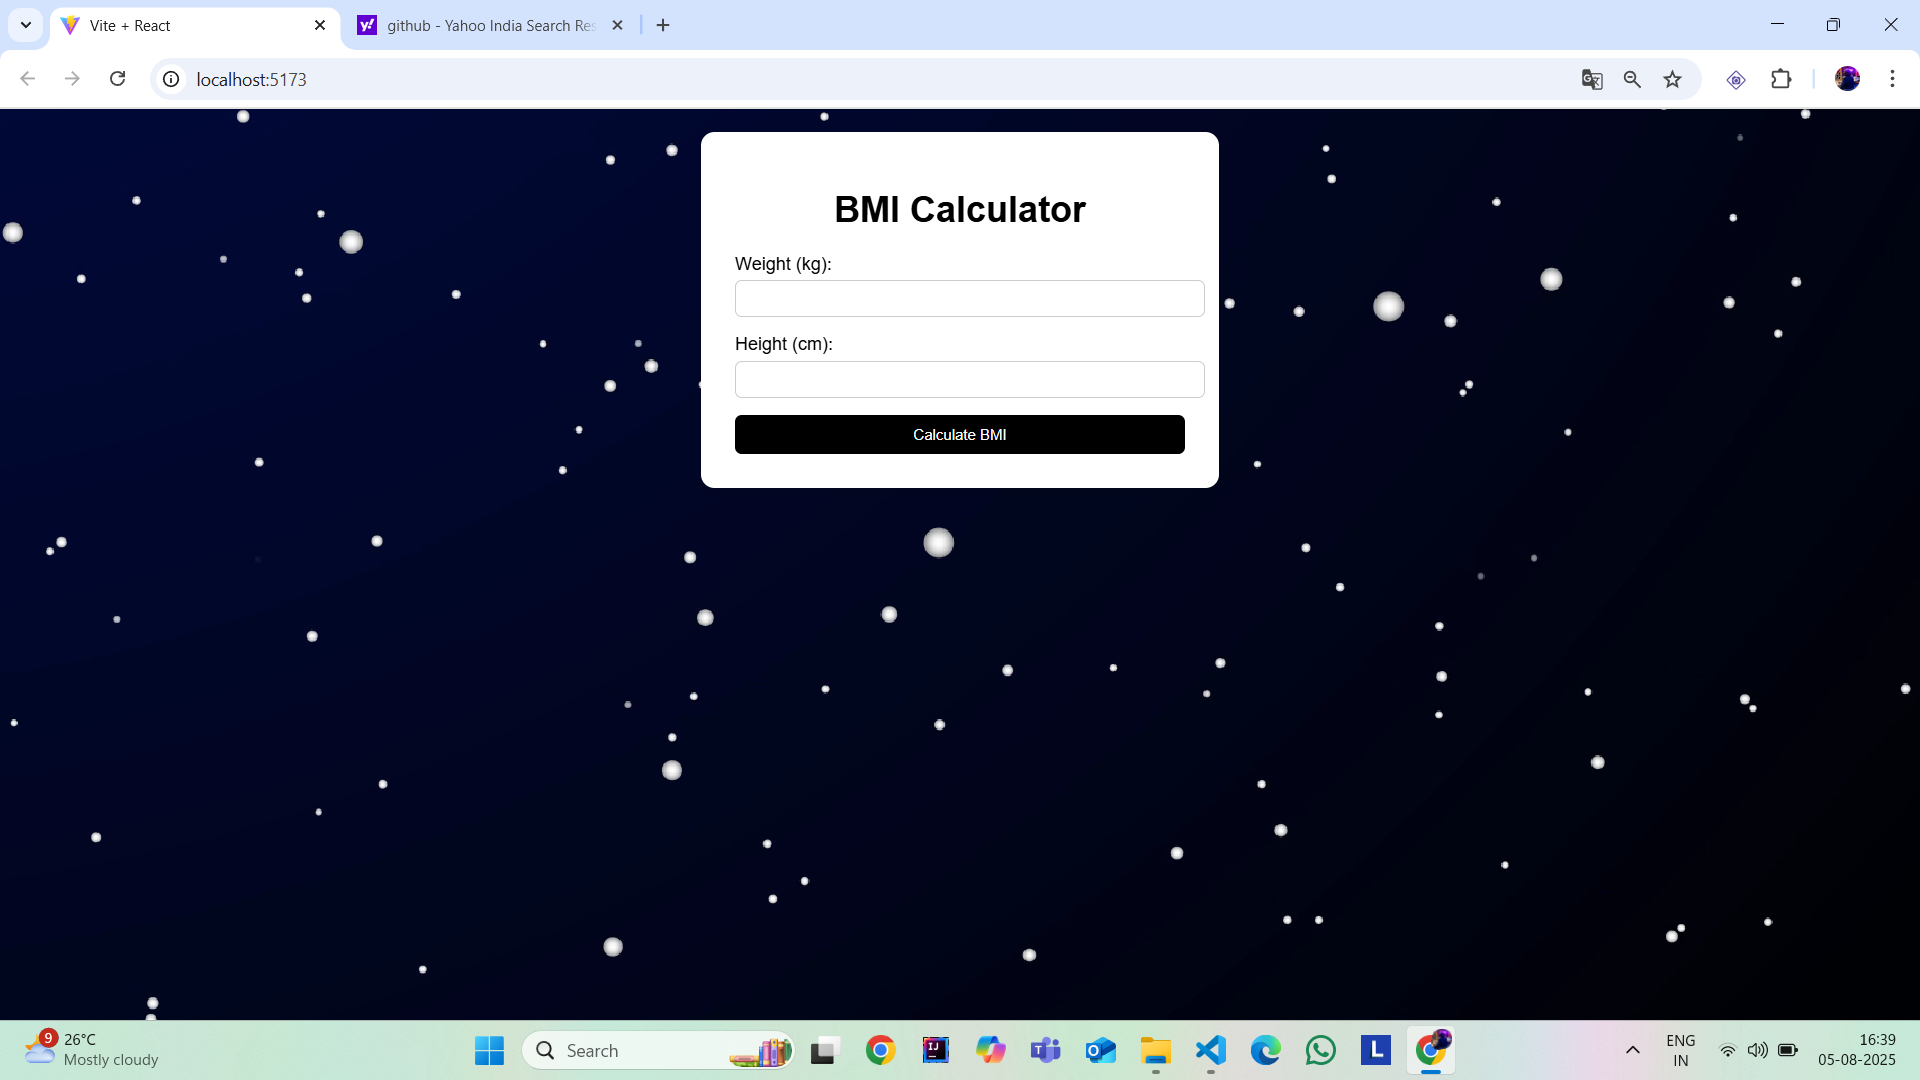 Vite + React
github - Yahoo India Search Res
localhost:5173
BMI Calculator
Weight (kg):
Height (cm):
Calculate BMI
9
26°C
Mostly cloudy
Search
ENG
IN
16:39
05-08-2025